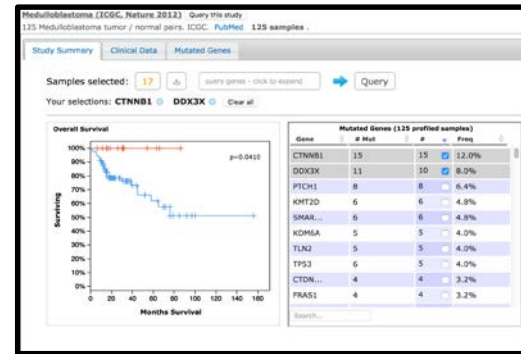 Medulloblastoma (ICGC, Nature 2012) Query this study
125 Medulloblastoma tumor / normal pairs. ICGC. PubMed 125 samples .
Study Summary Clinical Data Mutated Genes
Samples selected: 17 query genes - click to expand Query
Your selections: CTNNB1 DDX3X Clear all
Overall Survival
p=0.0410
100%
90%
80%
70%
60%
50%
40%
30%
20%
10%
0%
Surviving
0 20 40 60 80 100 120 140 160
Months Survival
Mutated Genes (125 profiled samples)
Gene # Mut # Freq
CTNNB1 15 15 12.0%
DDX3X 11 10 8.0%
PTCH1 8 8 6.4%
KMT2D 6 6 4.8%
SMAR... 6 6 4.8%
KDM6A 5 5 4.0%
TLN2 5 5 4.0%
TP53 6 5 4.0%
CTDN... 4 4 3.2%
FRAS1 4 4 3.2%
Search...